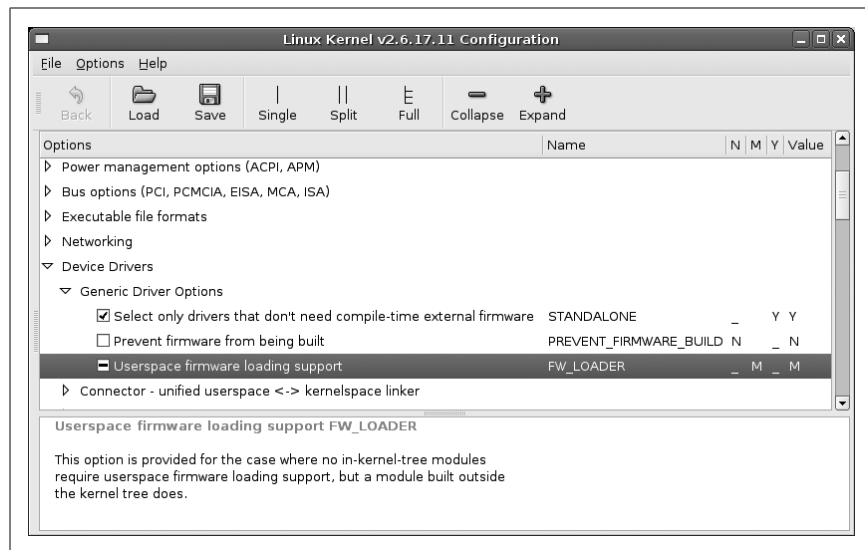 Linux Kernel v2.6.17.11 Configuration
File Options Help
Back Load Save Single Split Full Collapse Expand
Options Name N M Y Value
Power management options (ACPI, APM)
Bus options (PCI, PCMCIA, EISA, MCA, ISA)
Executable file formats
Networking
Device Drivers
Generic Driver Options
Select only drivers that don't need compile-time external firmware STANDALONE _ Y Y
Prevent firmware from being built PREVENT_FIRMWARE_BUILD N _ N
Userspace firmware loading support FW_LOADER _ M _ M
Connector - unified userspace <-> kernelspace linker
Userspace firmware loading support FW_LOADER
This option is provided for the case where no in-kernel-tree modules
require userspace firmware loading support, but a module built outside
the kernel tree does.